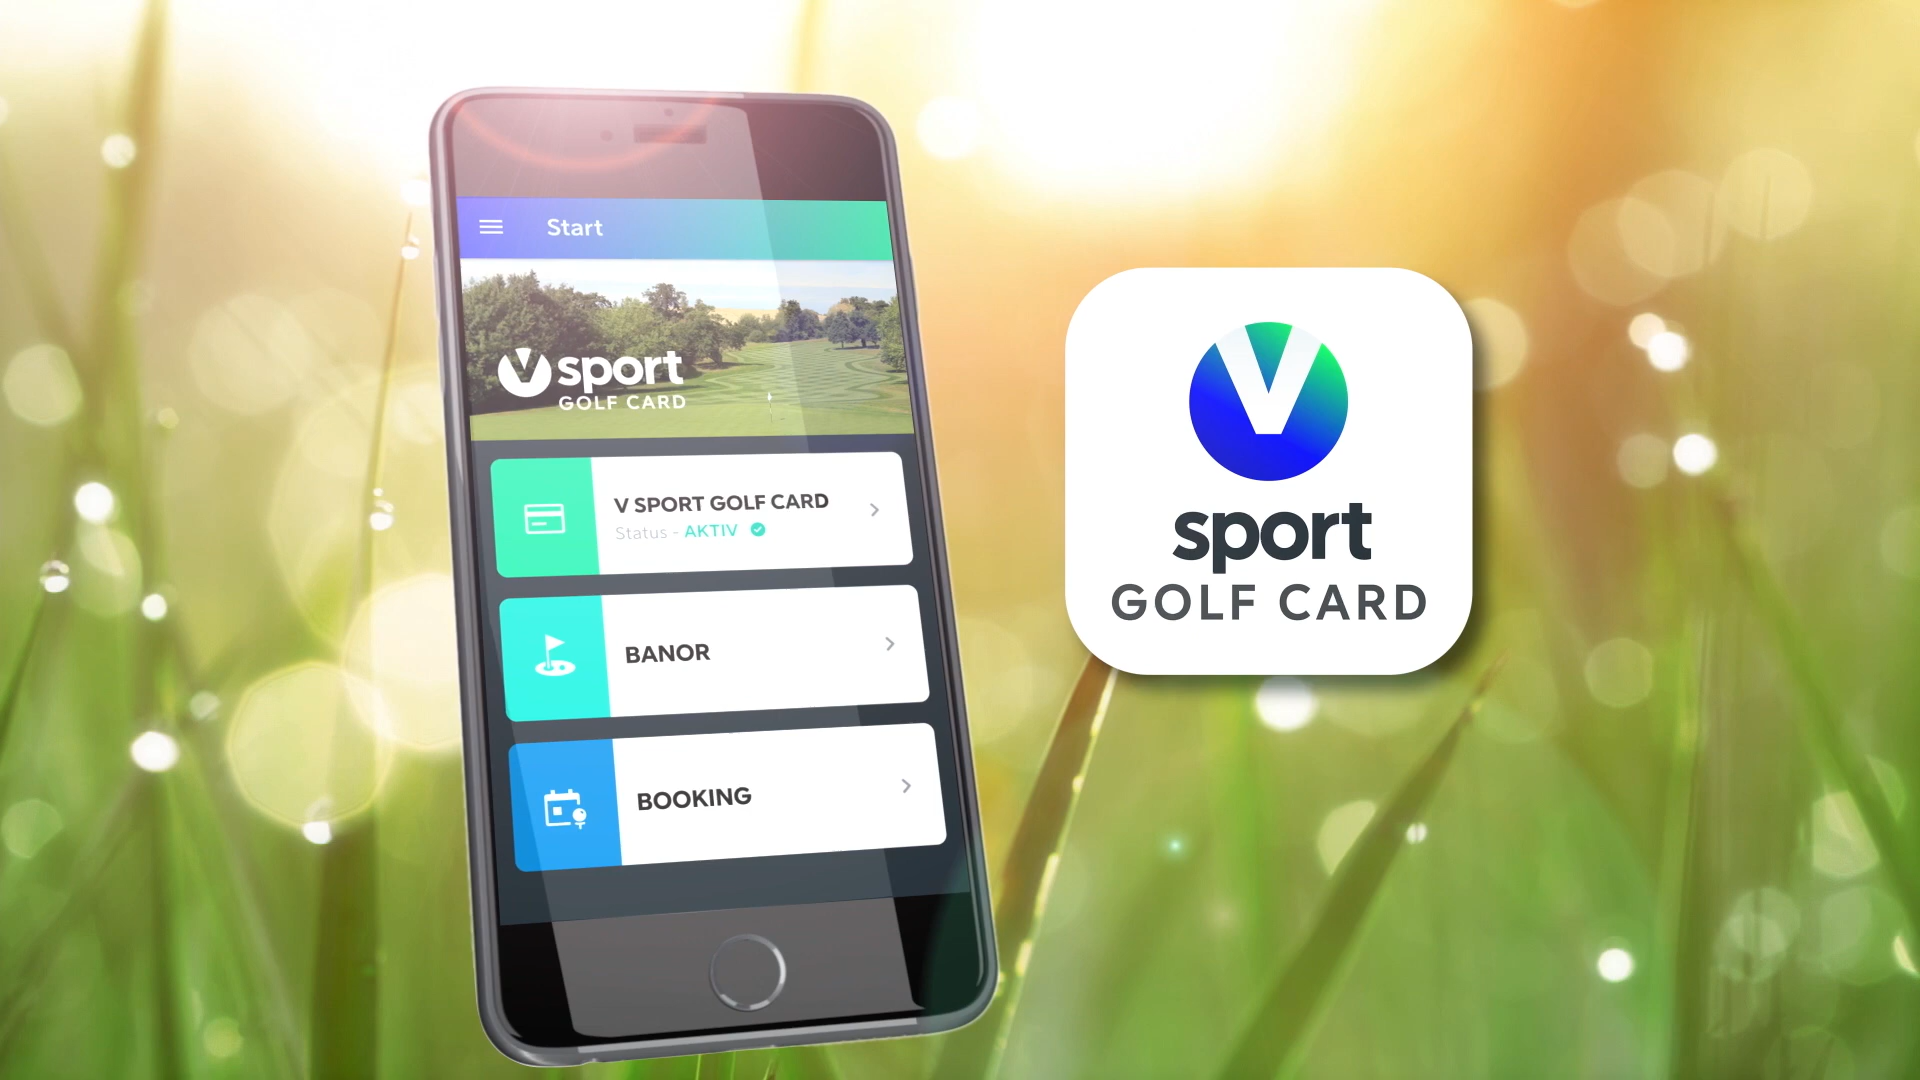 Start
V sport
GOLF CARD
V SPORT GOLF CARD
Status - AKTIV
BANOR
BOOKING
V
sport
GOLF CARD